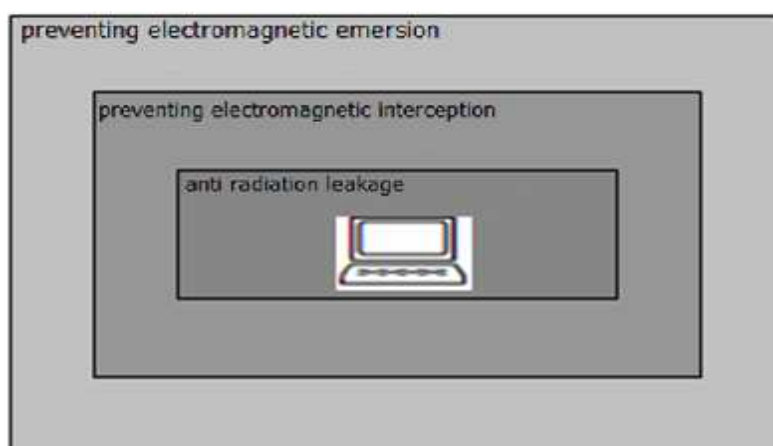 preventing electromagnetic emersion
preventing electromagnetic interception
anti radiation leakage